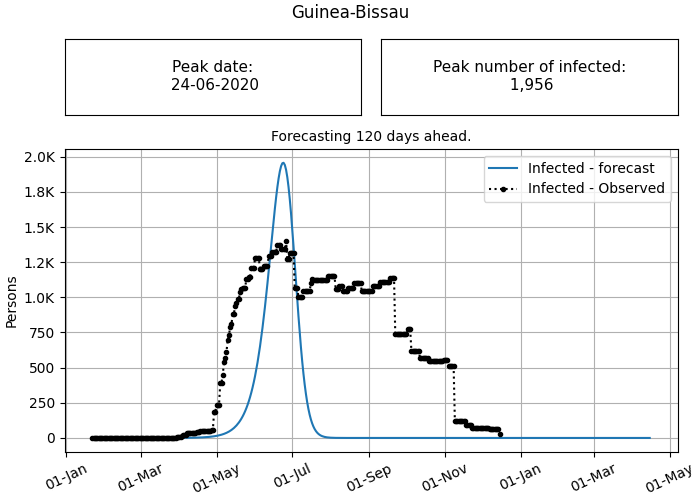 Guinea-Bissau
Peak date:
24-06-2020
Peak number of infected:
1,956
Forecasting 120 days ahead.
2.0K
1.8K
1.5K
1.2K
1.0K
750
500
250
0
Persons
Infected - forecast
Infected - Observed
01-Jan
01-Mar
01-May
01-Jul
01-Sep
01-Nov
01-Jan
01-Mar
01-May